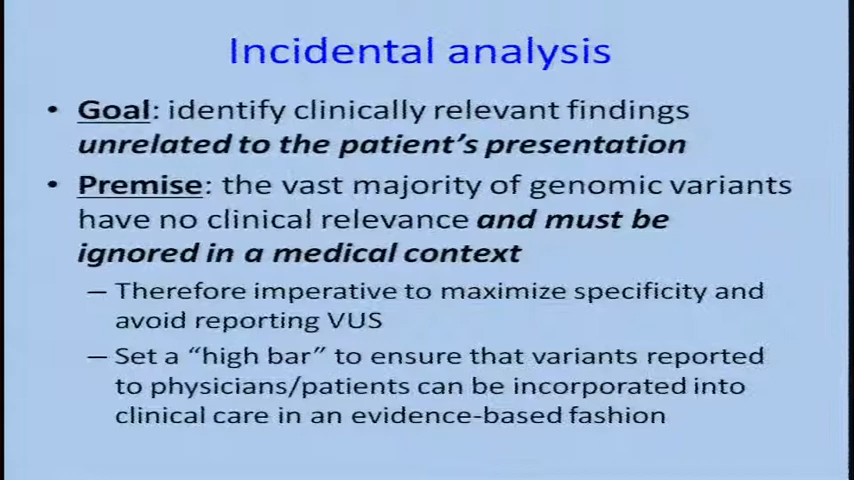 Incidental analysis
• Goal: identify clinically relevant findings
unrelated to the patient's presentation
• Premise: the vast majority of genomic variants
have no clinical relevance and must be
ignored in a medical context
– Therefore imperative to maximize specificity and
avoid reporting VUS
– Set a “high bar” to ensure that variants reported
to physicians/patients can be incorporated into
clinical care in an evidence-based fashion